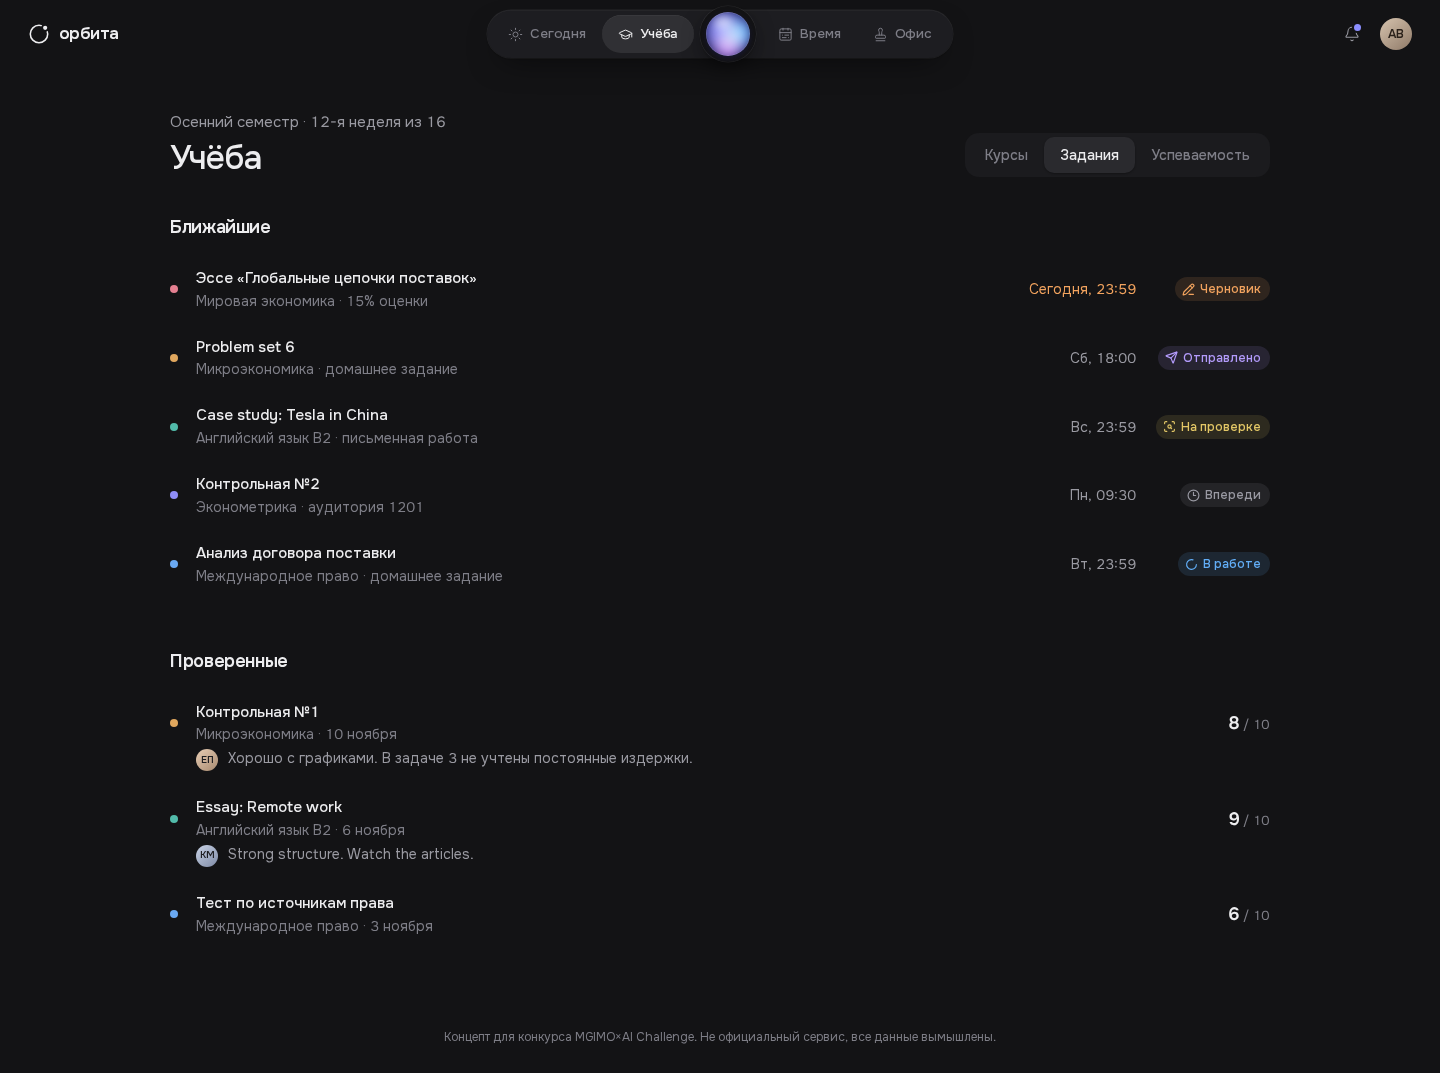 орбита
Сегодня
Учёба
Время
Офис
АВ
Осенний семестр · 12-я неделя из 16
Учёба
Курсы
Задания
Успеваемость
Ближайшие
Эссе «Глобальные цепочки поставок»
Мировая экономика · 15% оценки
Сегодня, 23:59
Черновик
Problem set 6
Микроэкономика · домашнее задание
Сб, 18:00
Отправлено
Case study: Tesla in China
Английский язык B2 · письменная работа
Вс, 23:59
На проверке
Контрольная №2
Эконометрика · аудитория 1201
Пн, 09:30
Впереди
Анализ договора поставки
Международное право · домашнее задание
Вт, 23:59
В работе
Проверенные
Контрольная №1
Микроэкономика · 10 ноября
8 / 10
ЕП Хорошо с графиками. В задаче 3 не учтены постоянные издержки.
Essay: Remote work
Английский язык B2 · 6 ноября
9 / 10
КМ Strong structure. Watch the articles.
Тест по источникам права
Международное право · 3 ноября
6 / 10
Концепт для конкурса MGIMO×AI Challenge. Не официальный сервис, все данные вымышлены.